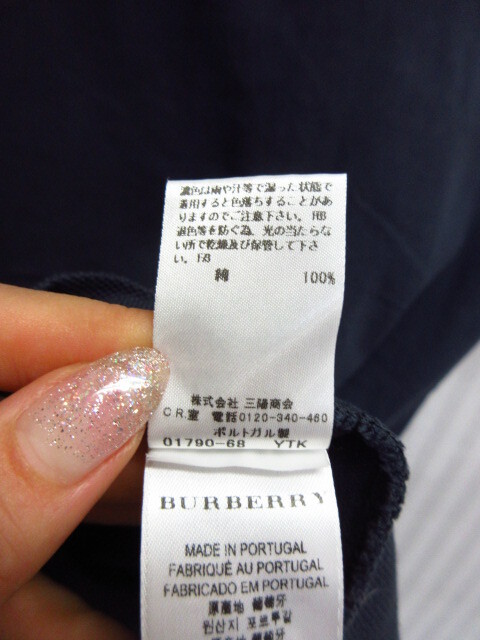 濃色は雨や汗等で湿った状態で
着用すると色落ちすることがあ
りますのでご注意下さい。HB
退色等を防ぐ為、光の当たらな
い所で乾燥及び保管して下さ
い。FB
綿 100%
株式会社 三陽商会
CR.室 電話0120-340-460
ポルトガル製
01790-68 YTK
BURBERRY
MADE IN PORTUGAL
FABRIQUÉ AU PORTUGAL
FABRICADO EM PORTUGAL
原產地 葡萄牙
원산지 포르투갈
原産地